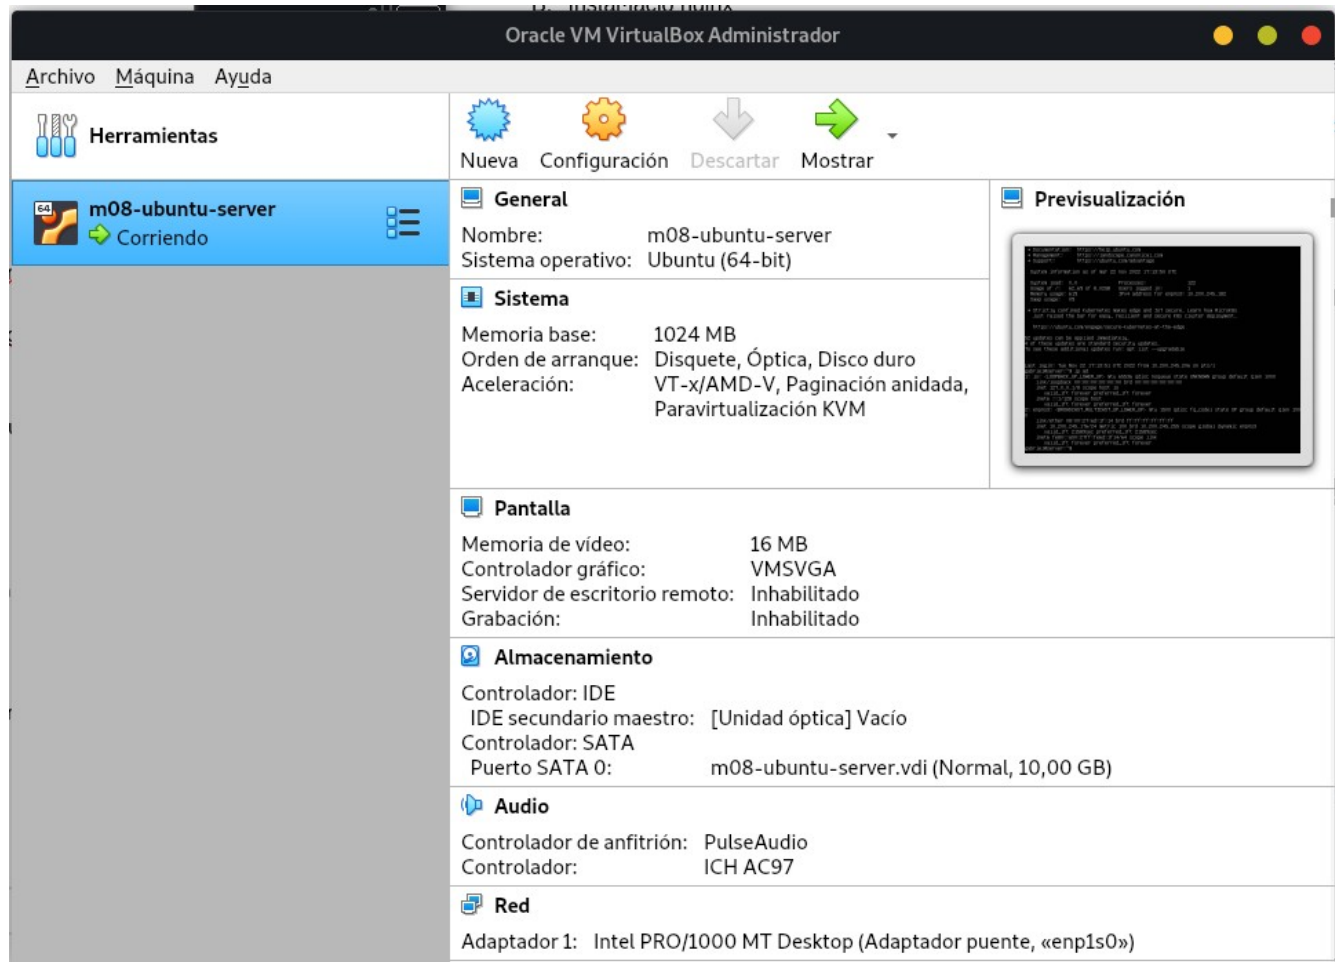 Oracle VM VirtualBox Administrador
Archivo Máquina Ayuda
Herramientas
Nueva Configuración Descartar Mostrar
64
m08-ubuntu-server
Corriendo
General
Nombre: m08-ubuntu-server
Sistema operativo: Ubuntu (64-bit)
Previsualización
Sistema
Memoria base: 1024 MB
Orden de arranque: Disquete, Óptica, Disco duro
Aceleración: VT-x/AMD-V, Paginación anidada,
Paravirtualización KVM
Pantalla
Memoria de vídeo: 16 MB
Controlador gráfico: VMSVGA
Servidor de escritorio remoto: Inhabilitado
Grabación: Inhabilitado
Almacenamiento
Controlador: IDE
IDE secundario maestro: [Unidad óptica] Vacío
Controlador: SATA
Puerto SATA 0: m08-ubuntu-server.vdi (Normal, 10,00 GB)
Audio
Controlador de anfitrión: PulseAudio
Controlador: ICH AC97
Red
Adaptador 1: Intel PRO/1000 MT Desktop (Adaptador puente, «enp1s0»)